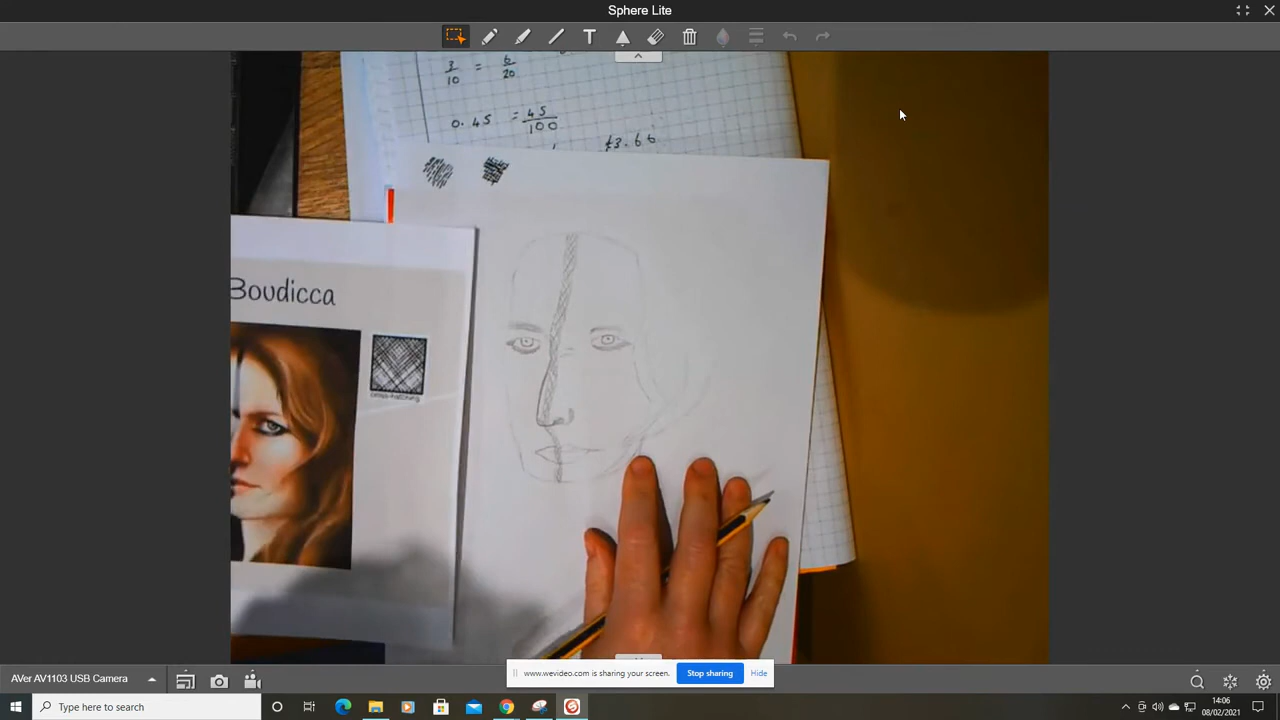 Sphere Lite
T
3/10 = 6/20
0.45 = 45/100
£3.66
Boudicca
cross-hatching
www.wevideo.com is sharing your screen.
Stop sharing
Hide
AVer AV1103 USB Camera
Type here to search
14:06
08/02/2021